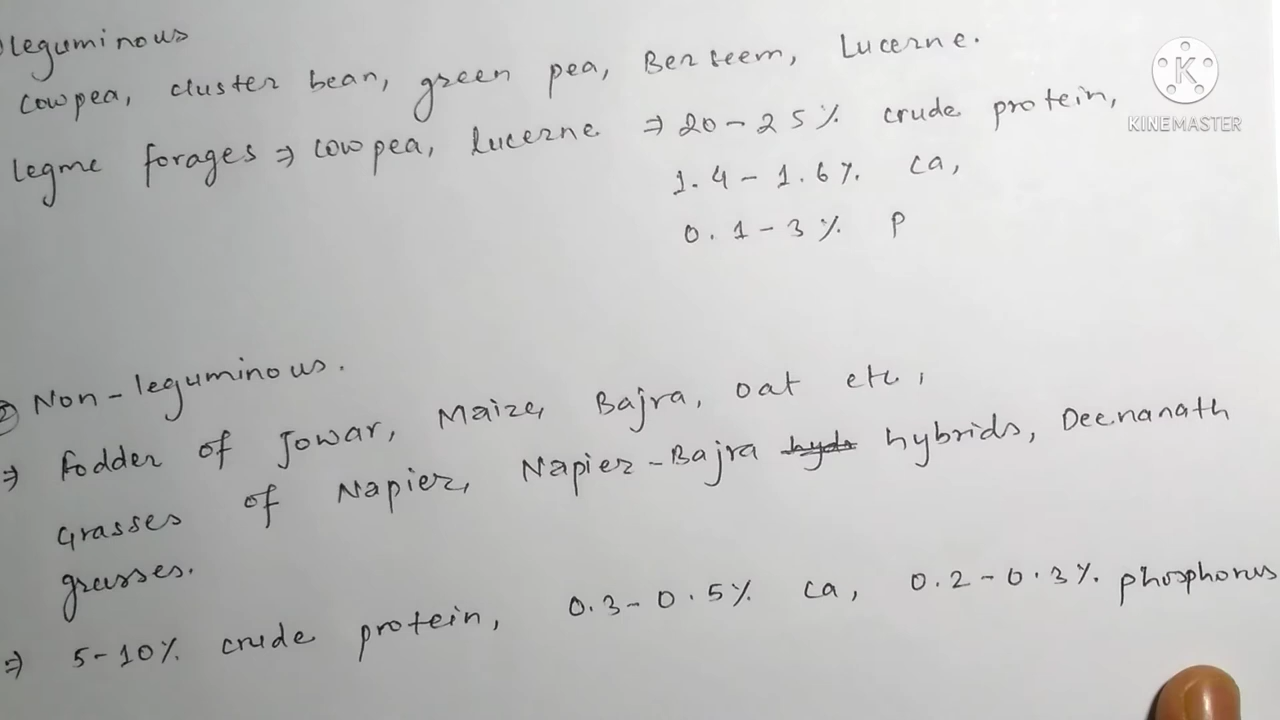 leguminous
Cowpea, cluster bean, green pea, Berseem, Lucerne.
legme forages ⇒ cowpea, lucerne ⇒ 20-25% crude protein,
1.4-1.6% ca,
0.1-3% P
K
KINEMASTER
② Non-leguminous.
⇒ fodder of Jowar, Maize, Bajra, oat etc,
Grasses of Napier, Napier-Bajra hybrids, Deenanath
grasses.
⇒ 5-10% crude protein, 0.3-0.5% ca, 0.2-0.3% phosphorus